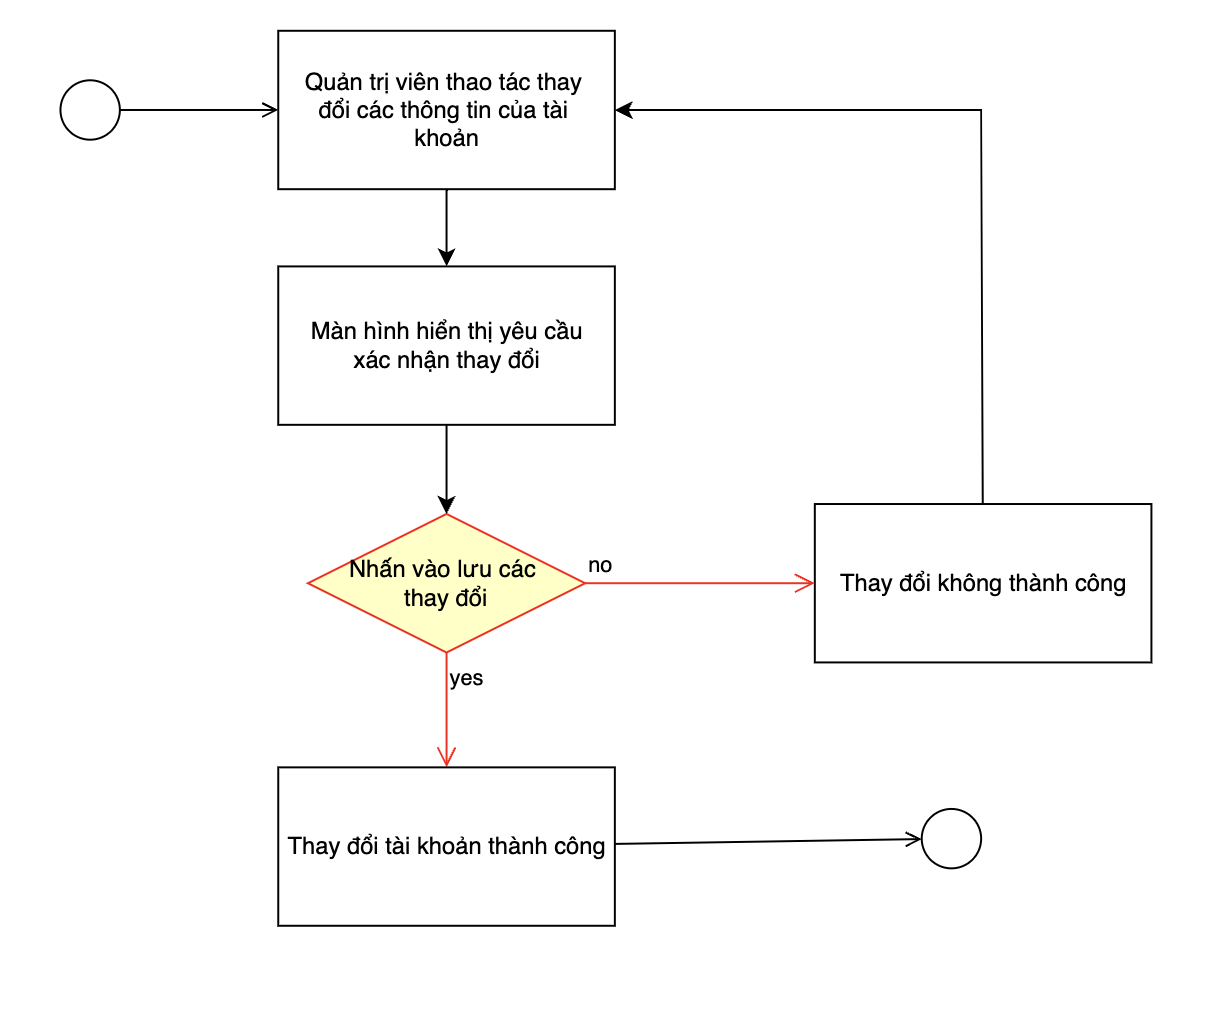 Quản trị viên thao tác thay
đổi các thông tin của tài
khoản
Màn hình hiển thị yêu cầu
xác nhận thay đổi
Nhấn vào lưu các
thay đổi
no
Thay đổi không thành công
yes
Thay đổi tài khoản thành công